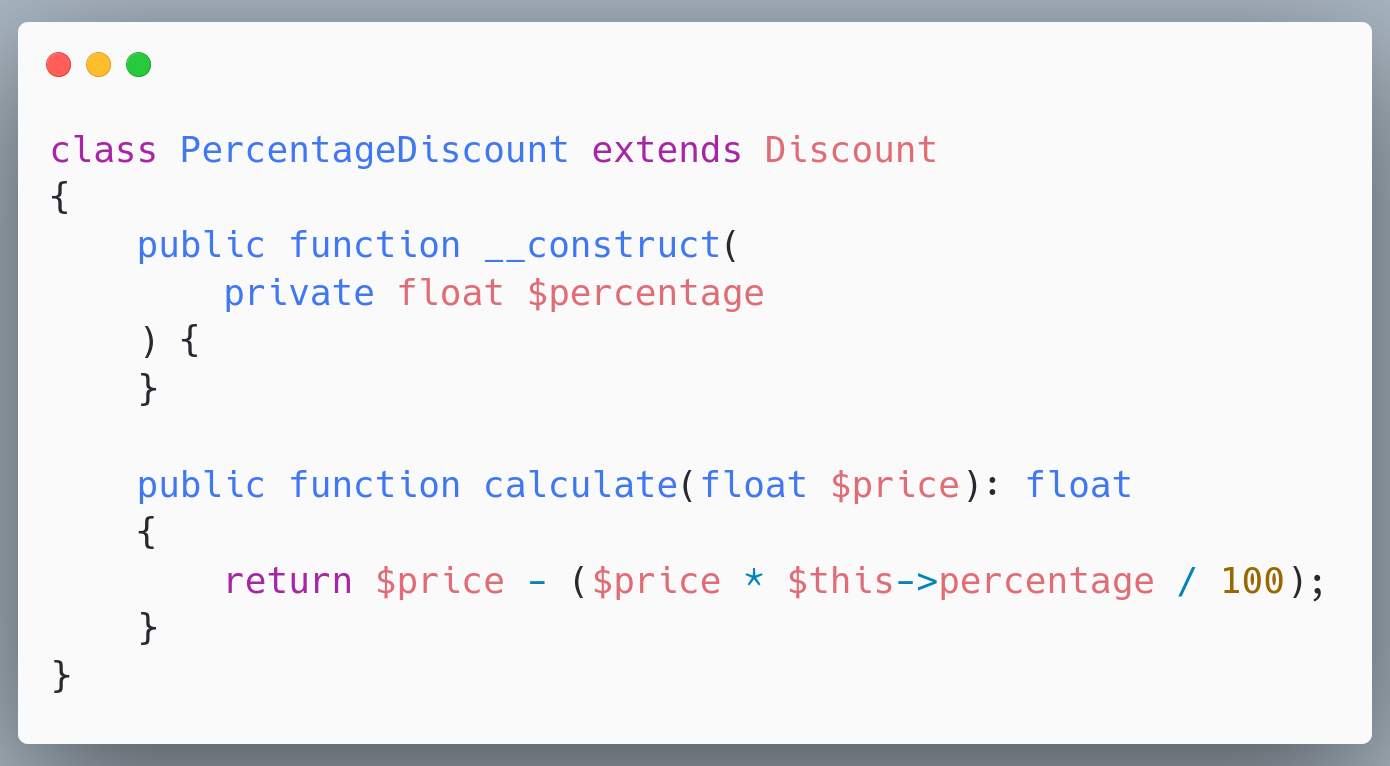 class PercentageDiscount extends Discount
{
    public function __construct(
        private float $percentage
    ) {
    }

    public function calculate(float $price): float
    {
        return $price - ($price * $this->percentage / 100);
    }
}